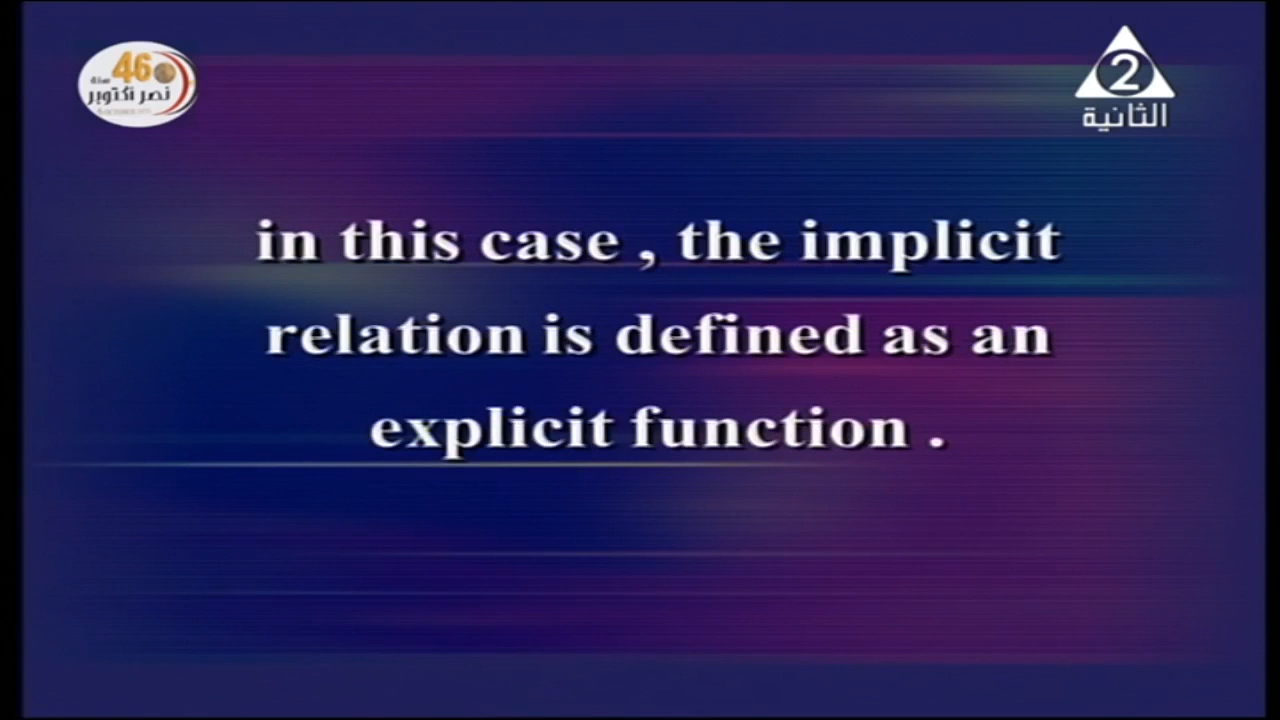 46
سنة
نصر أكتوبر
2
الثانية
in this case , the implicit
relation is defined as an
explicit function .